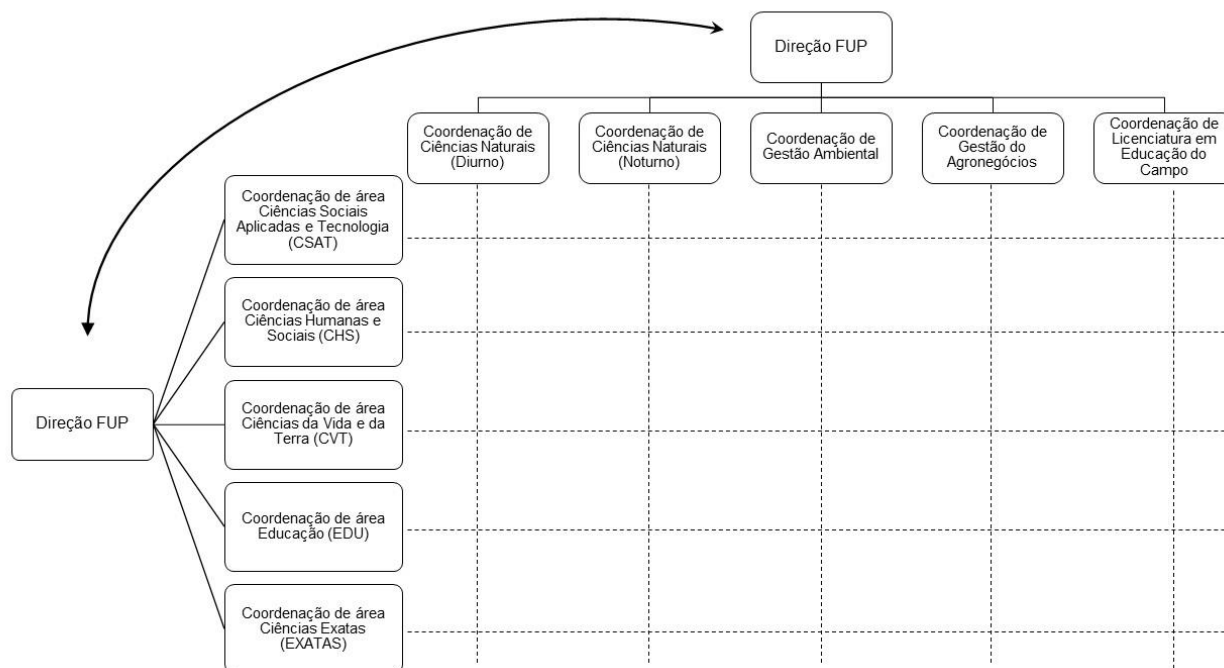 Direção FUP
Coordenação de
Ciências Naturais
(Diurno)
Coordenação de
Ciências Naturais
(Noturno)
Coordenação de
Gestão Ambiental
Coordenação de
Gestão do
Agronegócios
Coordenação de
Licenciatura em
Educação do
Campo
Coordenação de área
Ciências Sociais
Aplicadas e Tecnologia
(CSAT)
Coordenação de área
Ciências Humanas e
Sociais (CHS)
Direção FUP
Coordenação de área
Ciências da Vida e da
Terra (CVT)
Coordenação de área
Educação (EDU)
Coordenação de área
Ciências Exatas
(EXATAS)